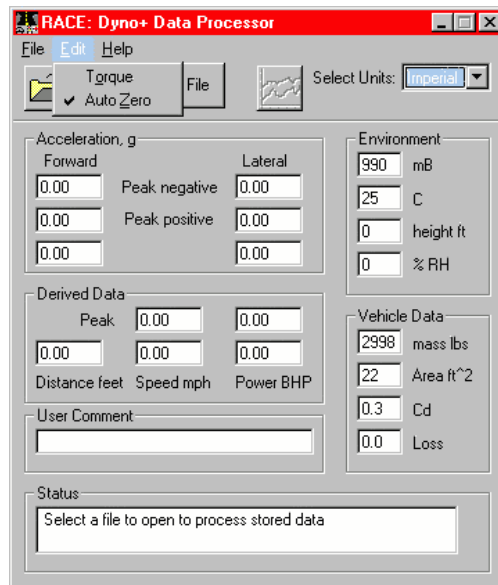 RACE: Dyno+ Data Processor
File Edit Help
Torque
✓ Auto Zero
File
Select Units: Imperial
Acceleration, g
Forward Lateral
0.00 Peak negative 0.00
0.00 Peak positive 0.00
0.00 0.00
Environment
990 mB
25 C
0 height ft
0 % RH
Derived Data
Peak 0.00 0.00
0.00 0.00 0.00
Distance feet Speed mph Power BHP
Vehicle Data
2998 mass lbs
22 Area ft^2
0.3 Cd
0.0 Loss
User Comment
Status
Select a file to open to process stored data